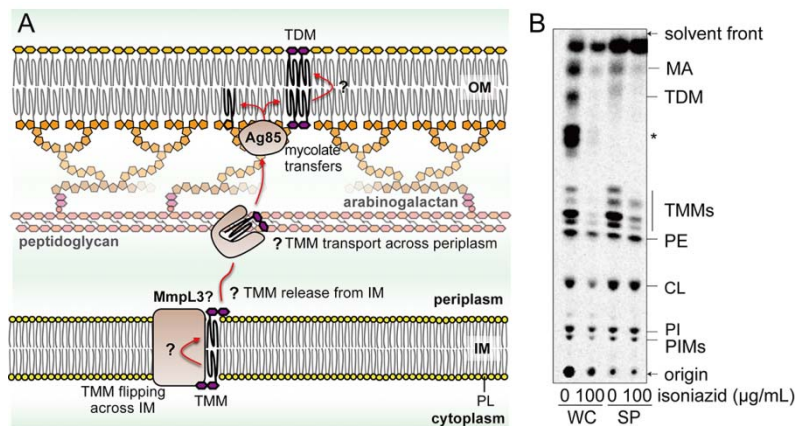 A
TDM
?
OM
Ag85
mycolate
transfers
arabinogalactan
peptidoglycan
? TMM transport across periplasm
MmpL3?
? TMM release from IM
periplasm
?
IM
TMM flipping
across IM
TMM
PL
cytoplasm
B
solvent front
MA
TDM
*
TMMs
PE
CL
PI
PIMs
origin
0 100 0 100 isoniazid (µg/mL)
WC SP